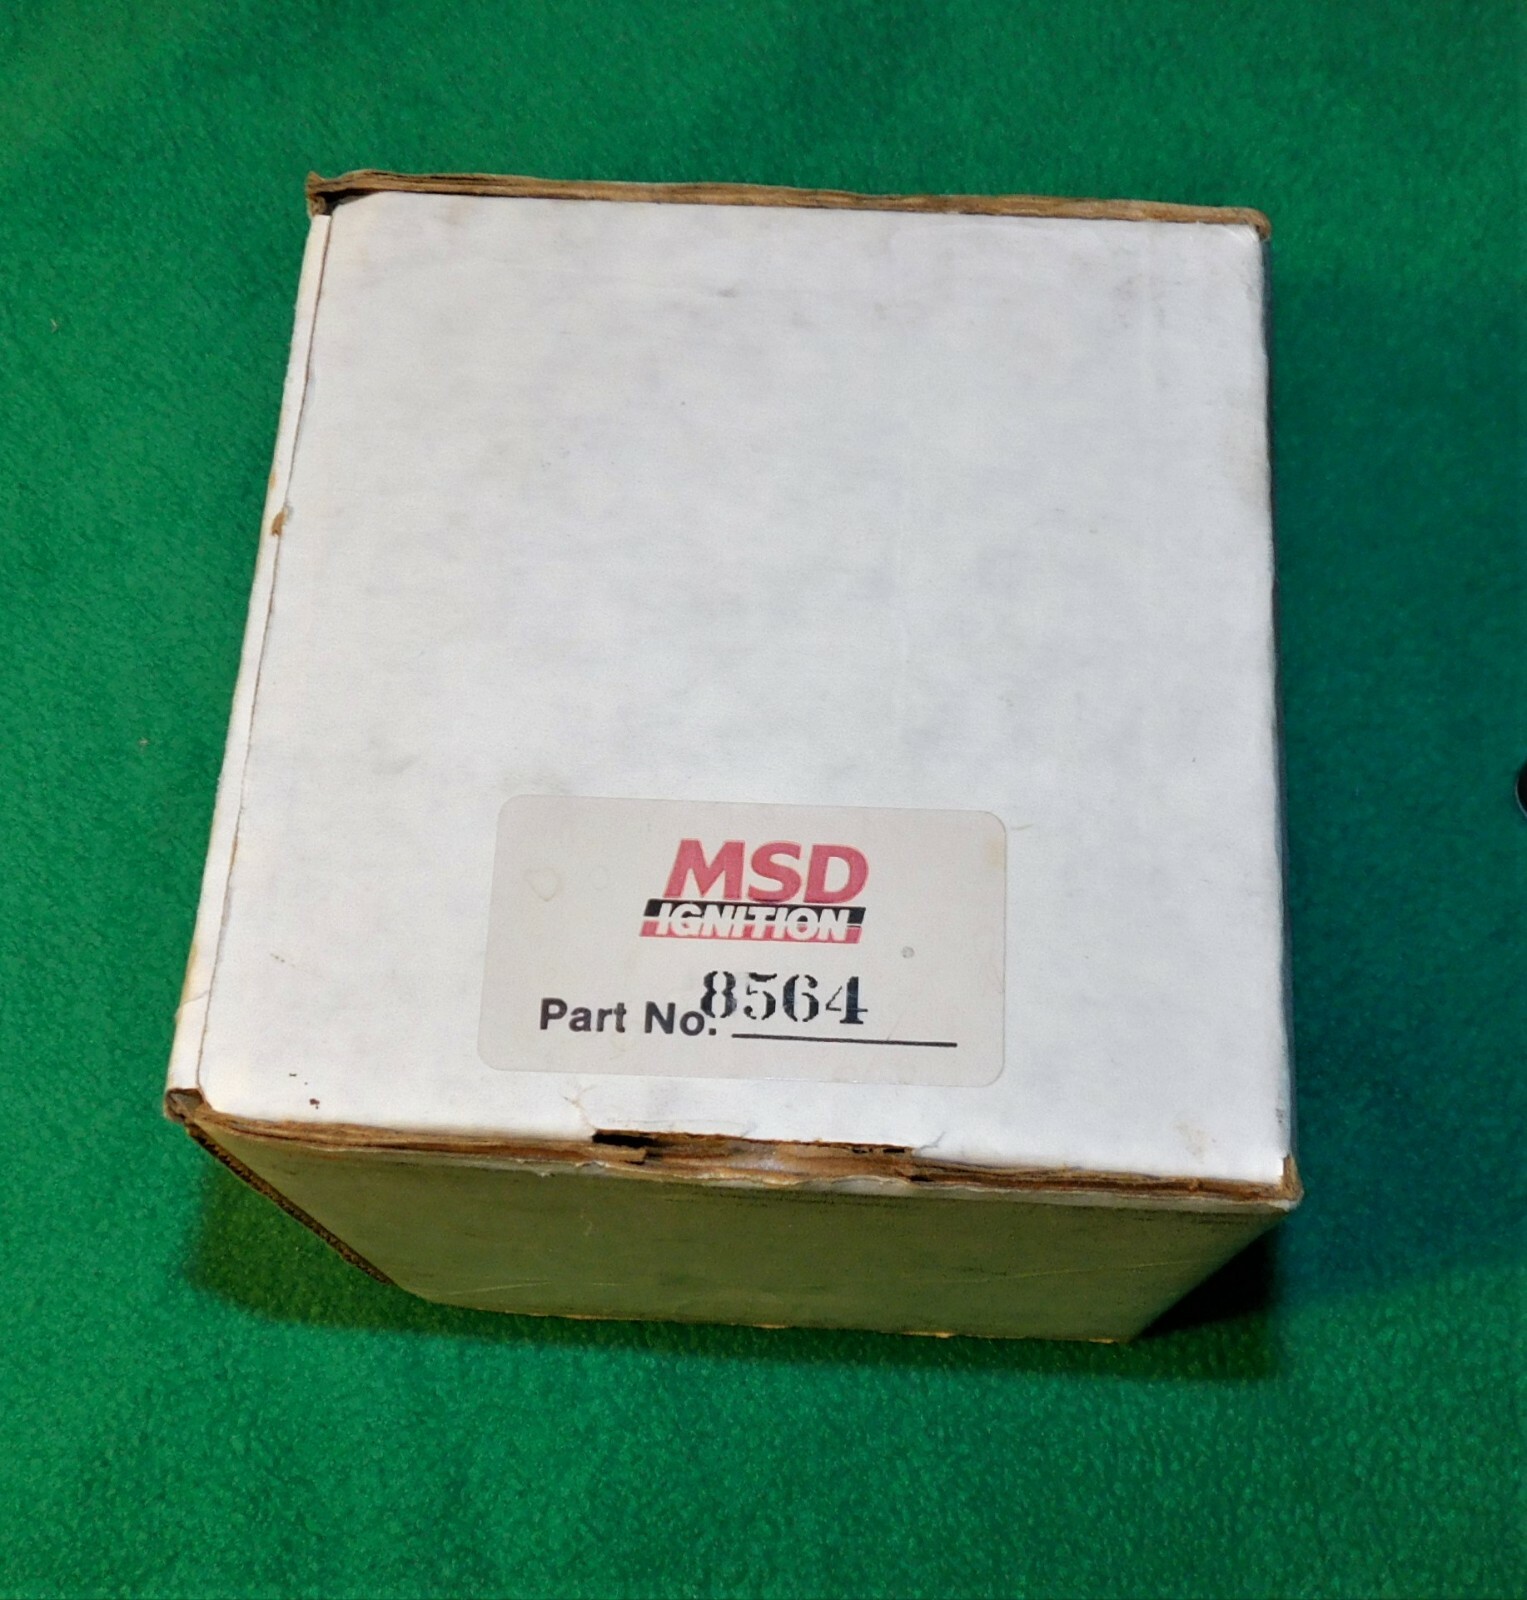 MSD
IGNITION
Part No. 8564